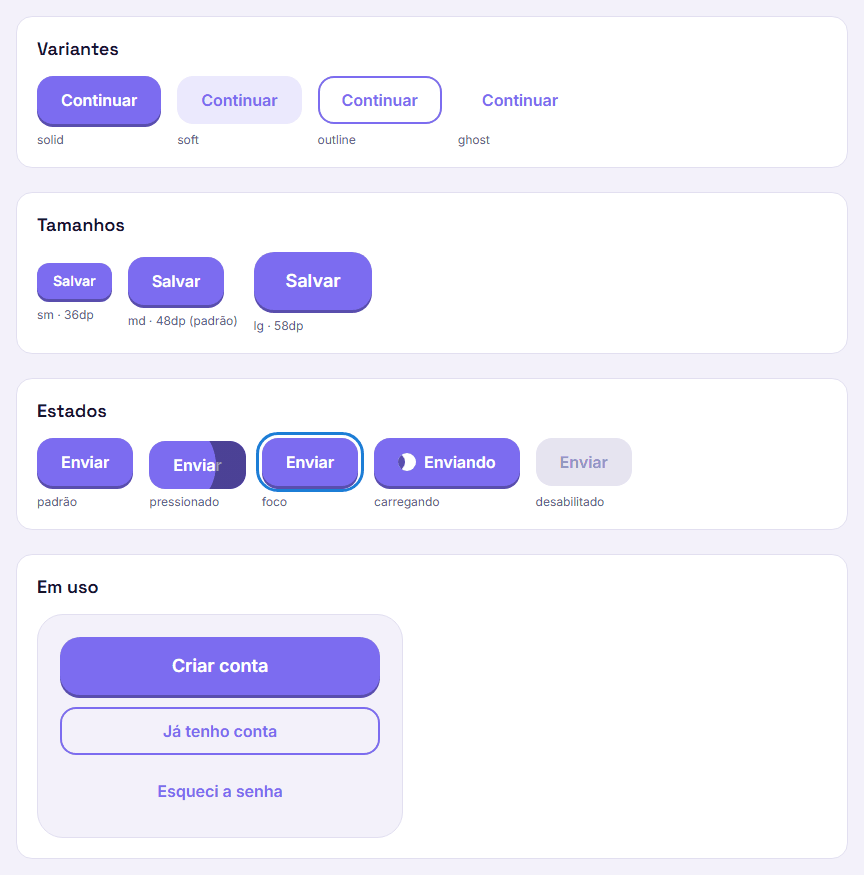 Variantes
Continuar Continuar Continuar Continuar
solid soft outline ghost
Tamanhos
Salvar Salvar Salvar
sm · 36dp md · 48dp (padrão) lg · 58dp
Estados
Enviar Enviar Enviar Enviando Enviar
padrão pressionado foco carregando desabilitado
Em uso
Criar conta
Já tenho conta
Esqueci a senha